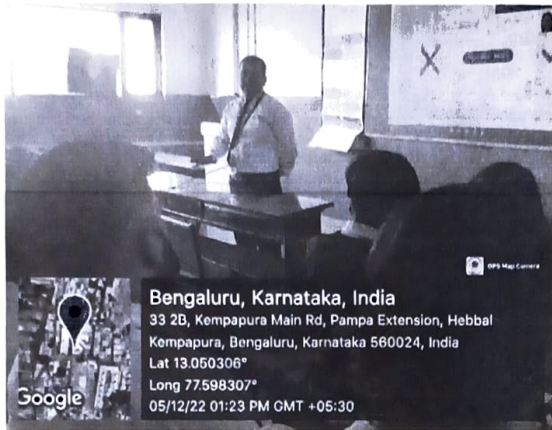 GPS Map Camera
Bengaluru, Karnataka, India
33 2B, Kempapura Main Rd, Pampa Extension, Hebbal
Kempapura, Bengaluru, Karnataka 560024, India
Lat 13.050306°
Long 77.598307°
05/12/22 01:23 PM GMT +05:30
Google